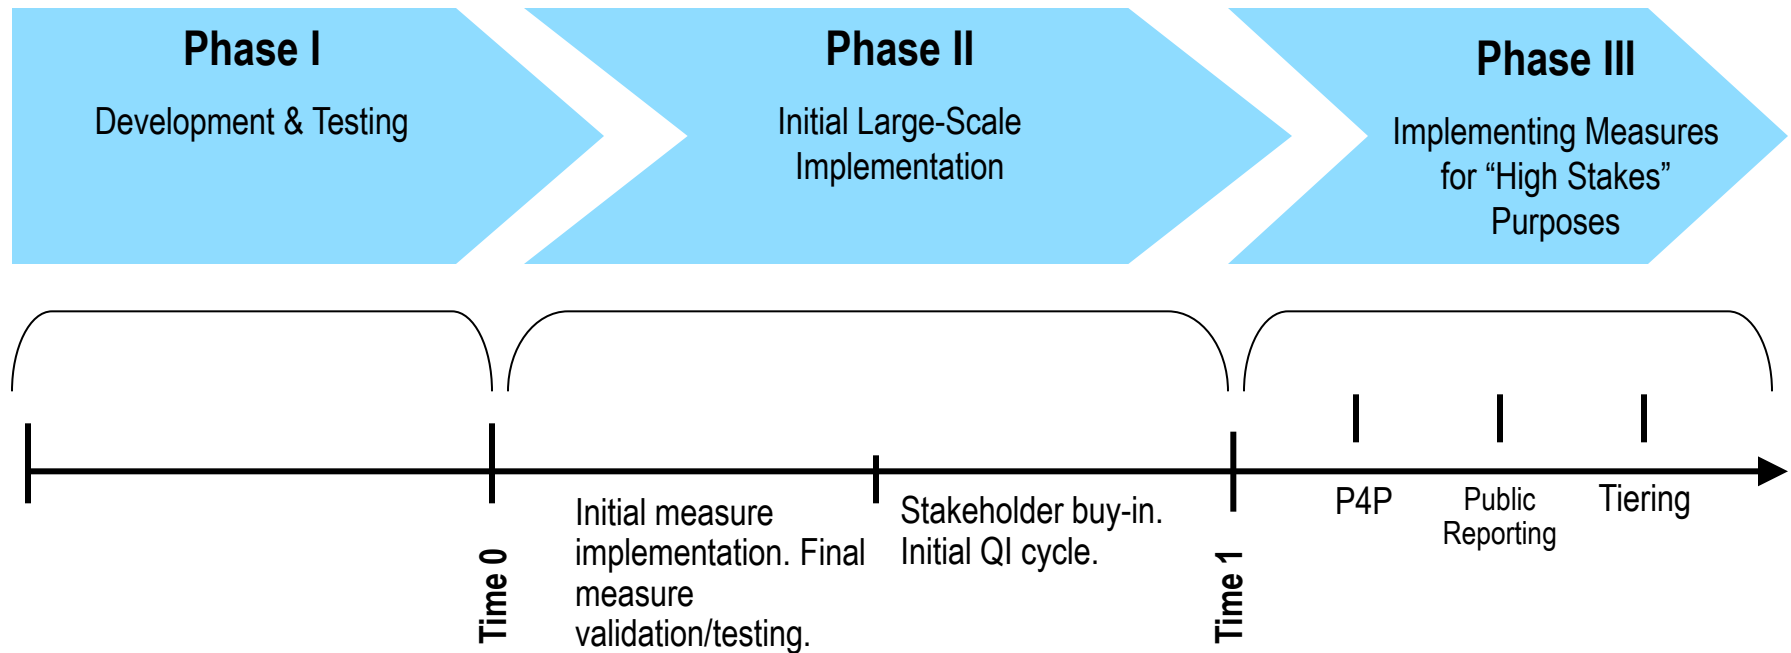 Phase I
Development & Testing
Phase II
Initial Large-Scale
Implementation
Phase III
Implementing Measures
for “High Stakes”
Purposes
Time 0
Initial measure
implementation. Final
measure
validation/testing.
Stakeholder buy-in.
Initial QI cycle.
Time 1
P4P
Public
Reporting
Tiering